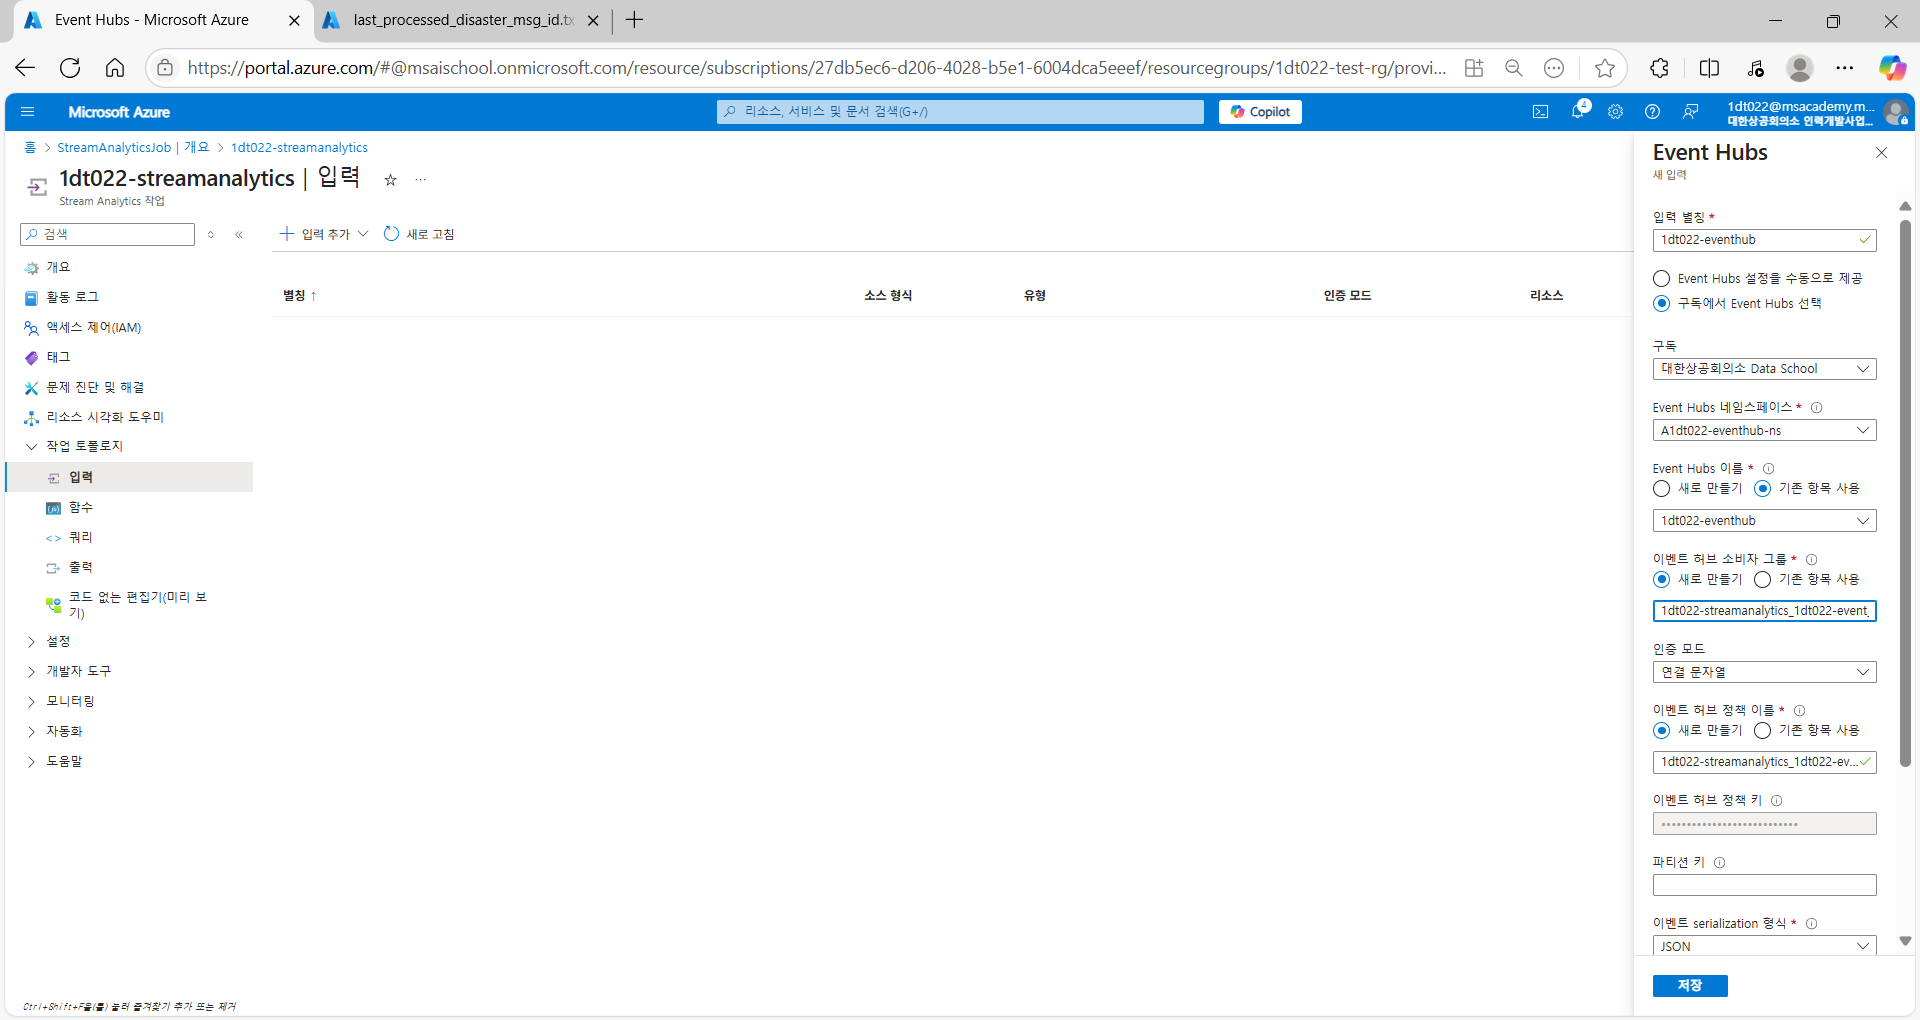 Event Hubs - Microsoft Azure
last_processed_disaster_msg_id.tx
https://portal.azure.com/#@msaischool.onmicrosoft.com/resource/subscriptions/27db5ec6-d206-4028-b5e1-6004dca5eeef/resourcegroups/1dt022-test-rg/provi...
Microsoft Azure
리소스, 서비스 및 문서 검색(G+/)
Copilot
4
1dt022@msacademy.m...
대한상공회의소 인력개발사업...
홈 > StreamAnalyticsJob | 개요 > 1dt022-streamanalytics
1dt022-streamanalytics | 입력
Stream Analytics 작업
검색
입력 추가
새로 고침
개요
활동 로그
액세스 제어(IAM)
태그
문제 진단 및 해결
리소스 시각화 도우미
작업 토폴로지
입력
함수
쿼리
출력
코드 없는 편집기(미리 보
기)
설정
개발자 도구
모니터링
자동화
도움말
Ctrl+Shift+F을(를) 눌러 즐겨찾기 추가 또는 제거
별칭 ↑ 소스 형식 유형 인증 모드 리소스
Event Hubs
새 입력
입력 별칭 *
1dt022-eventhub
Event Hubs 설정을 수동으로 제공
구독에서 Event Hubs 선택
구독
대한상공회의소 Data School
Event Hubs 네임스페이스 *
A1dt022-eventhub-ns
Event Hubs 이름 *
새로 만들기 기존 항목 사용
1dt022-eventhub
이벤트 허브 소비자 그룹 *
새로 만들기 기존 항목 사용
1dt022-streamanalytics_1dt022-event_
인증 모드
연결 문자열
이벤트 허브 정책 이름 *
새로 만들기 기존 항목 사용
1dt022-streamanalytics_1dt022-ev...
이벤트 허브 정책 키
파티션 키
이벤트 serialization 형식 *
JSON
저장